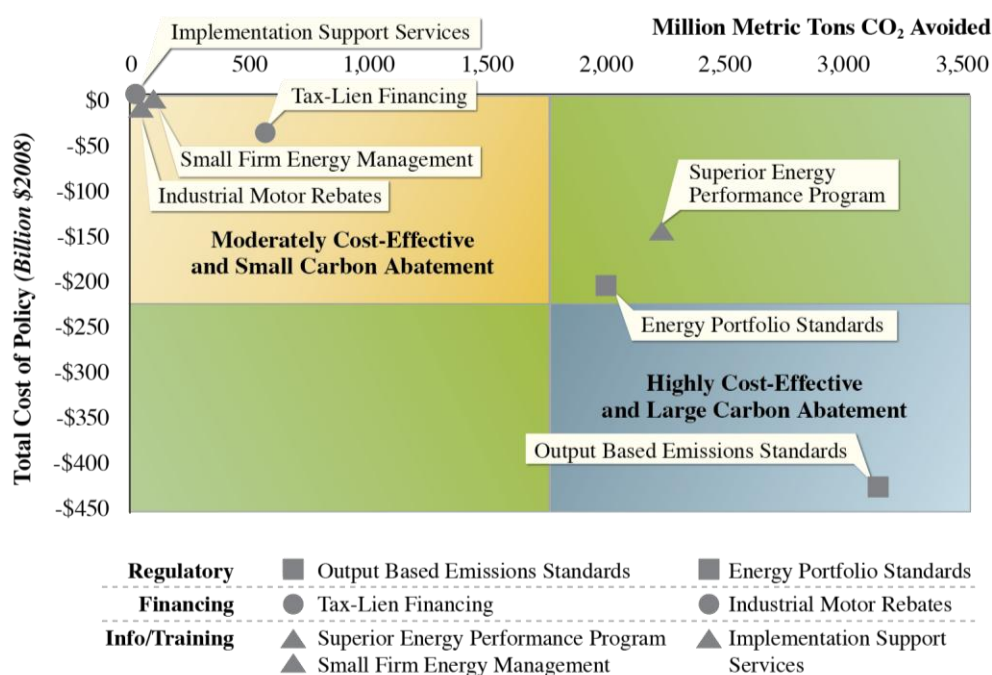 Implementation Support Services
Million Metric Tons CO₂ Avoided
0 500 1,000 1,500 2,000 2,500 3,000 3,500
Total Cost of Policy (Billion $2008)
$0
-$50
-$100
-$150
-$200
-$250
-$300
-$350
-$400
-$450
Tax-Lien Financing
Small Firm Energy Management
Industrial Motor Rebates
Superior Energy
Performance Program
Moderately Cost-Effective
and Small Carbon Abatement
Energy Portfolio Standards
Highly Cost-Effective
and Large Carbon Abatement
Output Based Emissions Standards
Regulatory Output Based Emissions Standards Energy Portfolio Standards
Financing Tax-Lien Financing Industrial Motor Rebates
Info/Training Superior Energy Performance Program Implementation Support
Small Firm Energy Management Services